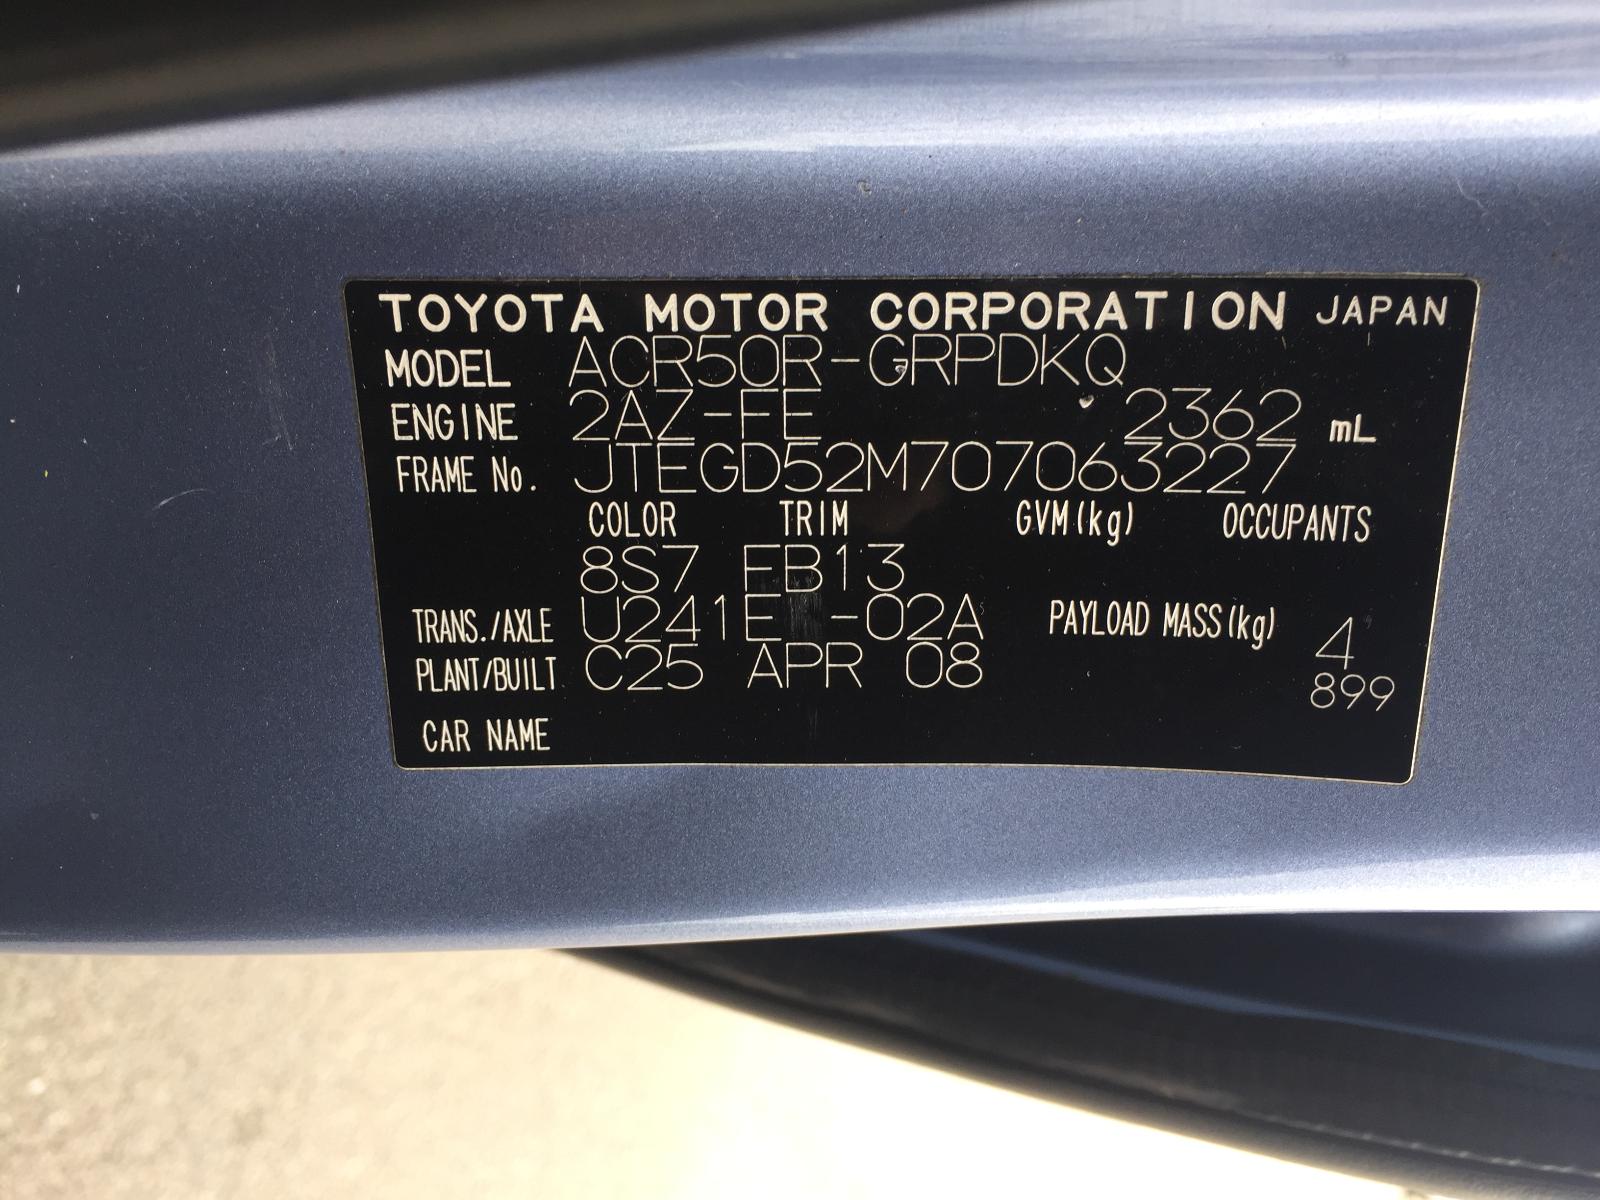 TOYOTA MOTOR CORPORATION JAPAN
MODEL ACR50R-GRPDKQ
ENGINE 2AZ-FE 2362 mL
FRAME No. JTEGD52M707063227
COLOR TRIM GVM(kg) OCCUPANTS
8S7 FB13
TRANS./AXLE U241E -02A PAYLOAD MASS(kg) 4
PLANT/BUILT C25 APR 08 899
CAR NAME